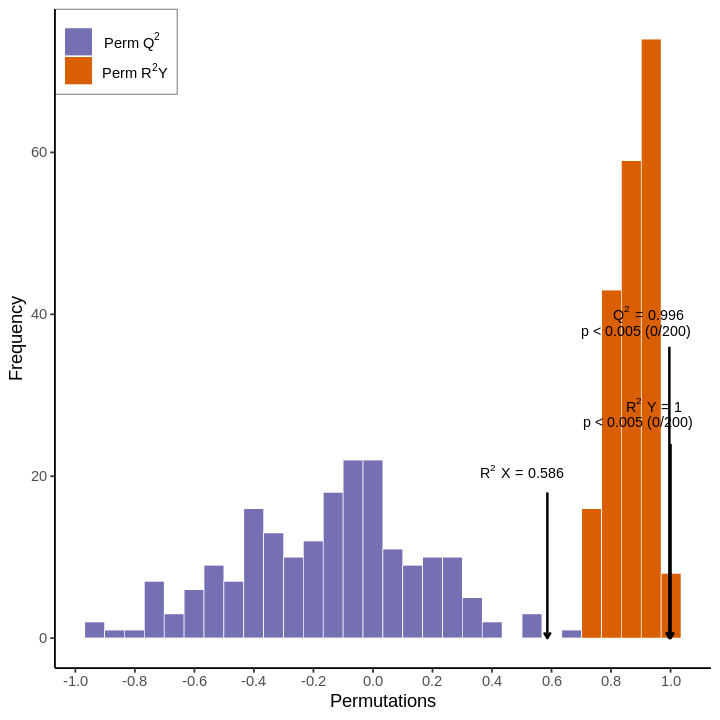 Perm Q²
Perm R²Y
60
40
20
0
Frequency
Q² = 0.996
p < 0.005 (0/200)
R² Y = 1
p < 0.005 (0/200)
R² X = 0.586
-1.0 -0.8 -0.6 -0.4 -0.2 0.0 0.2 0.4 0.6 0.8 1.0
Permutations